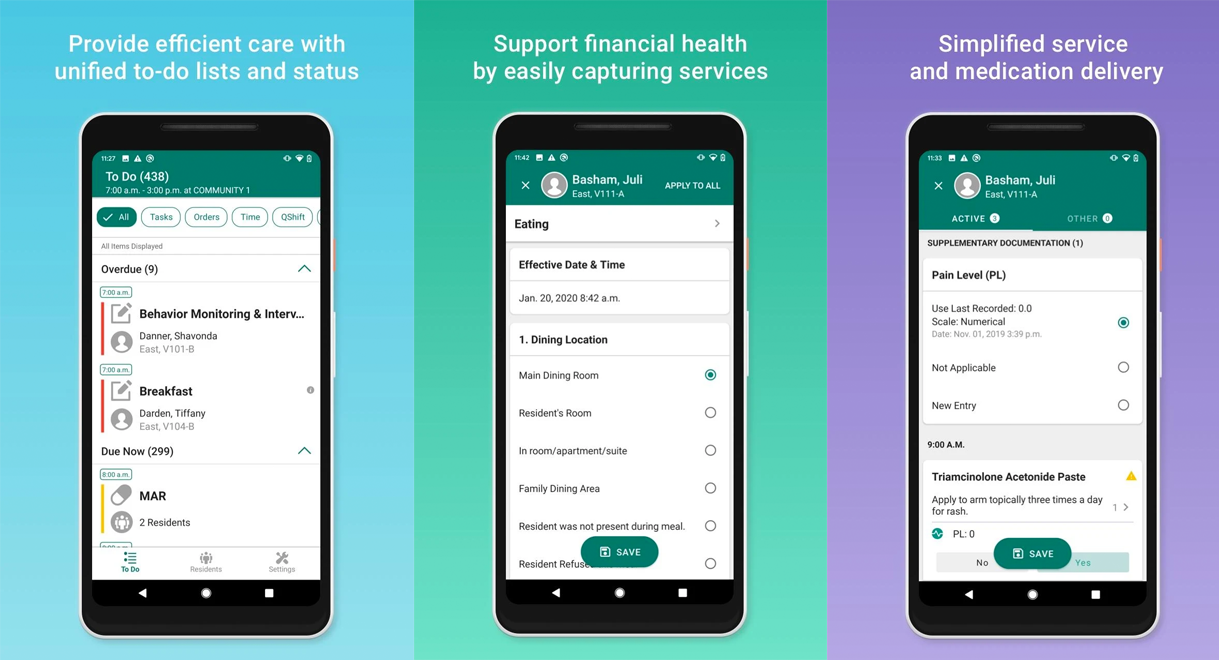 Provide efficient care with
unified to-do lists and status
11:27
To Do (438)
7:00 a.m. - 3:00 p.m. at COMMUNITY 1
All
Tasks
Orders
Time
QShift
All Items Displayed
Overdue (9)
7:00 a.m.
Behavior Monitoring & Interv...
Danner, Shavonda
East, V101-B
7:00 a.m.
Breakfast
Darden, Tiffany
East, V104-B
Due Now (299)
8:00 a.m.
MAR
2 Residents
To Do
Residents
Settings
Support financial health
by easily capturing services
11:42
Basham, Juli
East, V111-A
APPLY TO ALL
Eating
Effective Date & Time
Jan. 20, 2020 8:42 a.m.
1. Dining Location
Main Dining Room
Resident's Room
In room/apartment/suite
Family Dining Area
Resident was not present during meal.
SAVE
Resident
Simplified service
and medication delivery
11:33
Basham, Juli
East, V111-A
ACTIVE 3
OTHER 0
SUPPLEMENTARY DOCUMENTATION (1)
Pain Level (PL)
Use Last Recorded: 0.0
Scale: Numerical
Date: Nov. 01, 2019 3:39 p.m.
Not Applicable
New Entry
9:00 A.M.
Triamcinolone Acetonide Paste
Apply to arm topically three times a day
for rash.
1
PL: 0
SAVE
No
Yes